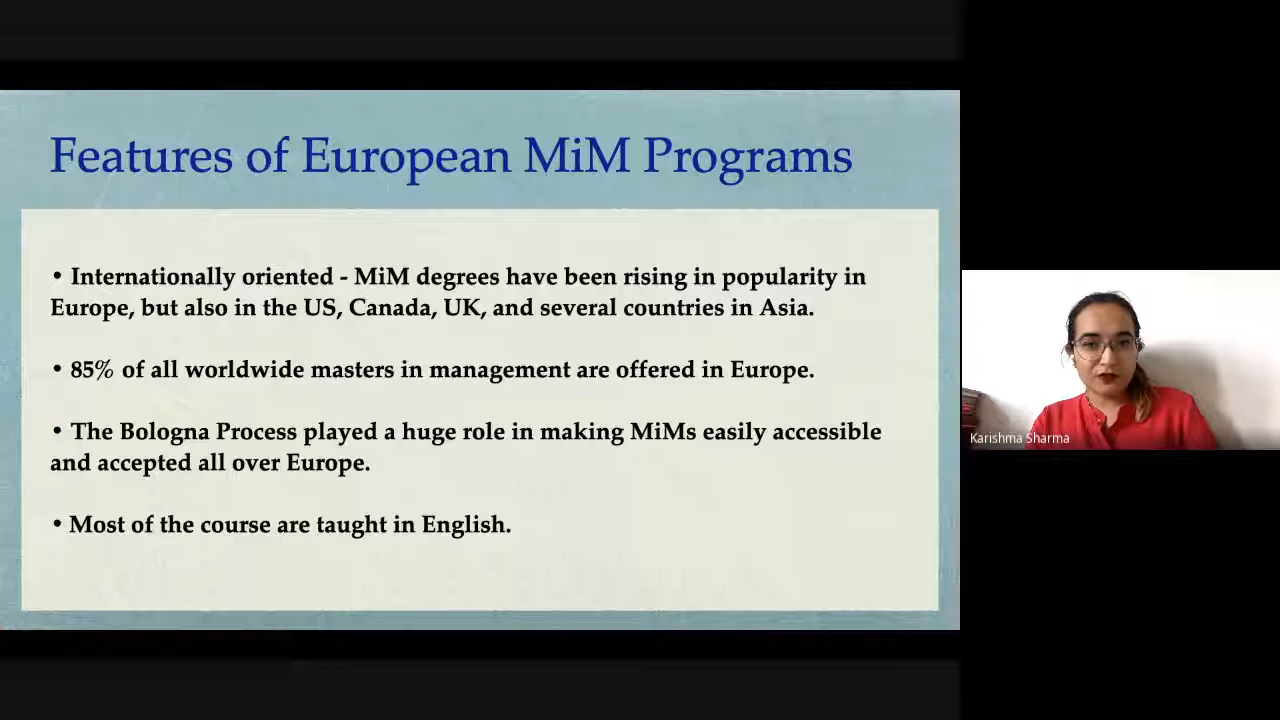 Features of European MiM Programs
• Internationally oriented - MiM degrees have been rising in popularity in
Europe, but also in the US, Canada, UK, and several countries in Asia.
• 85% of all worldwide masters in management are offered in Europe.
• The Bologna Process played a huge role in making MiMs easily accessible
and accepted all over Europe.
• Most of the course are taught in English.
Karishma Sharma